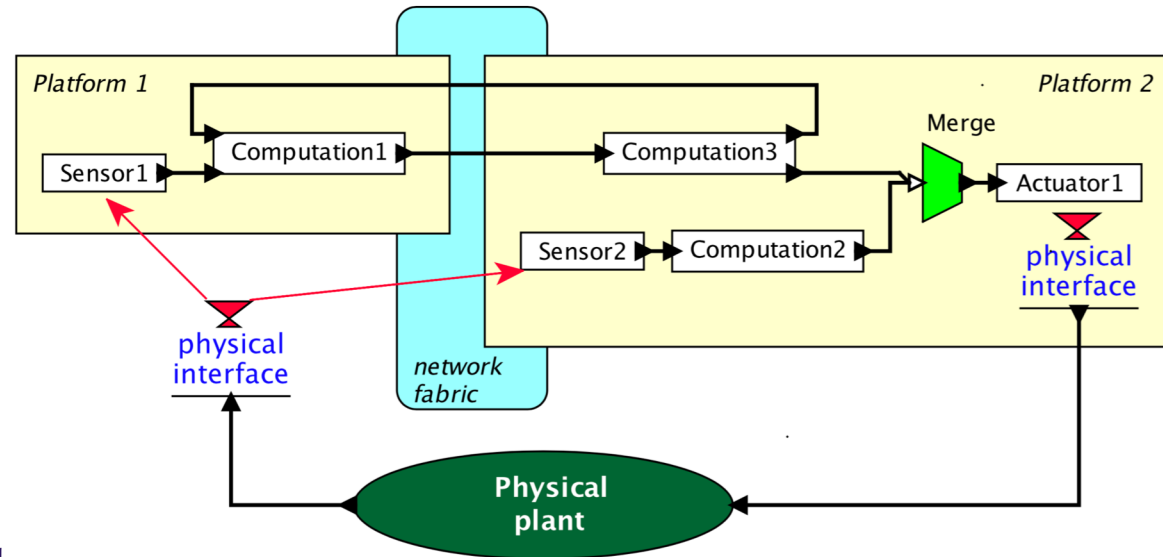 Platform 1
Platform 2
Merge
Computation1
Computation3
Sensor1
Actuator1
Sensor2
Computation2
physical
interface
physical
interface
network
fabric
Physical
plant